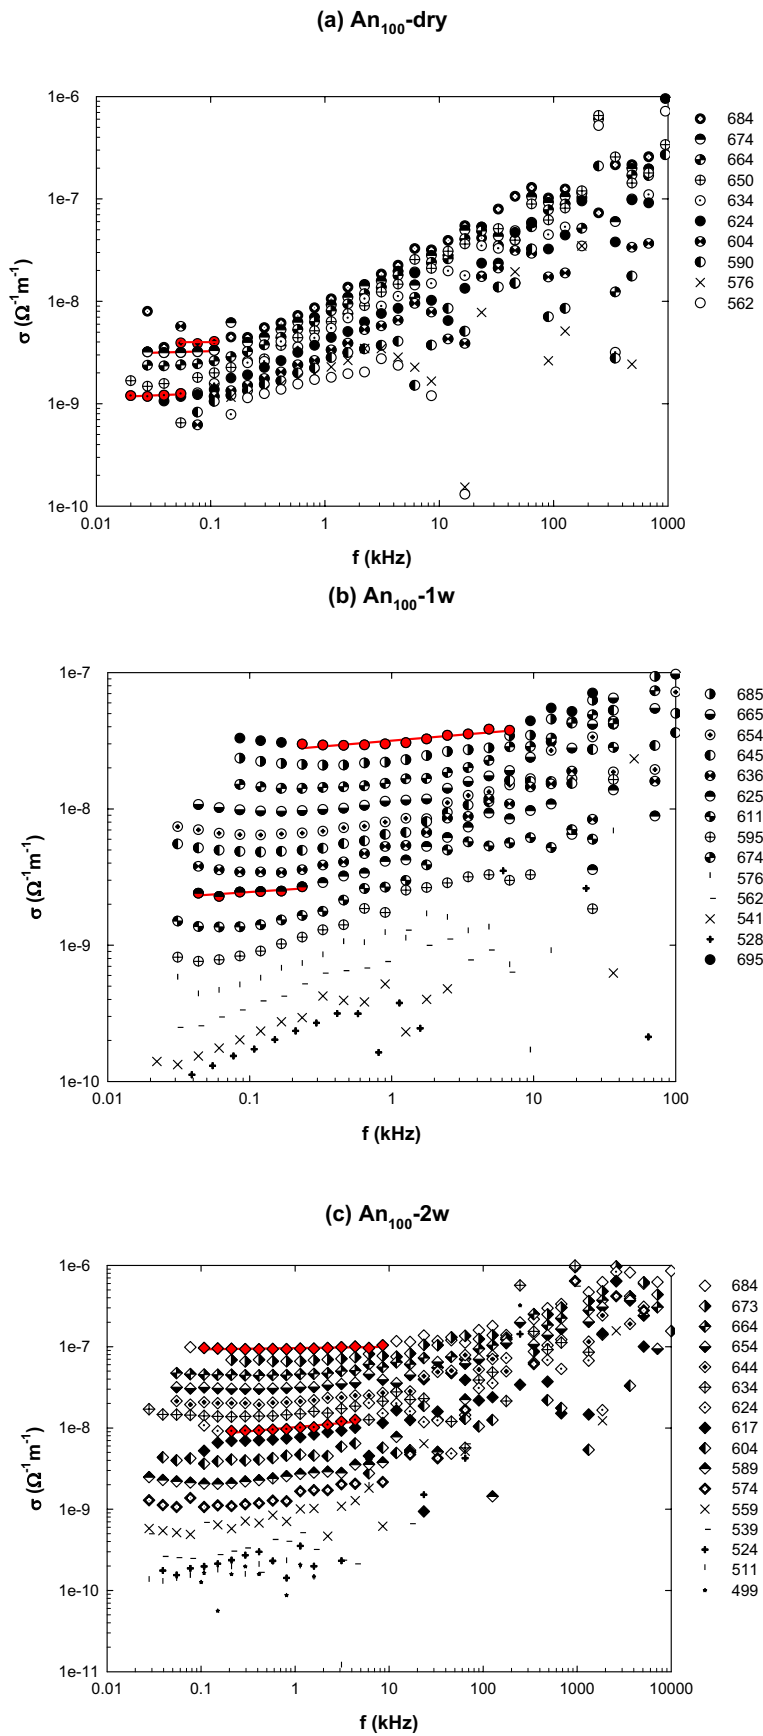 (a) An₁₀₀-dry
1e-6
1e-7
1e-8
1e-9
1e-10
σ (Ω⁻¹m⁻¹)
0.01 0.1 1 10 100 1000
f (kHz)
684
674
664
650
634
624
604
590
576
562
(b) An₁₀₀-1w
1e-7
1e-8
1e-9
1e-10
σ (Ω⁻¹m⁻¹)
0.01 0.1 1 10 100
f (kHz)
685
665
654
645
636
625
611
595
674
576
562
541
528
695
(c) An₁₀₀-2w
1e-6
1e-7
1e-8
1e-9
1e-10
1e-11
σ (Ω⁻¹m⁻¹)
0.01 0.1 1 10 100 1000 10000
f (kHz)
684
673
664
654
644
634
624
617
604
589
574
559
539
524
511
499